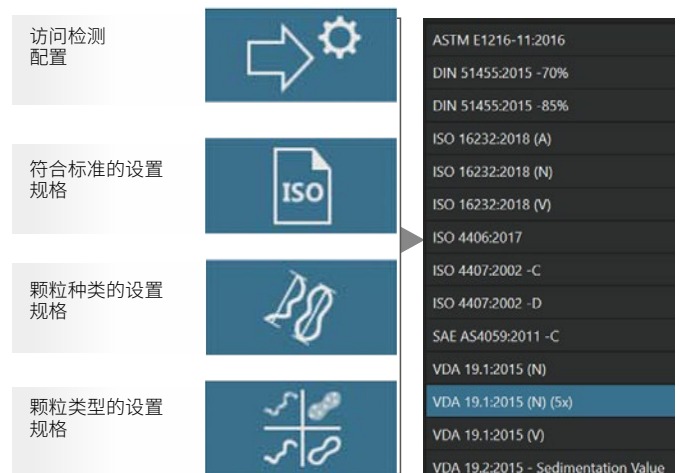 访问检测
配置
符合标准的设置
规格
ISO
颗粒种类的设置
规格
颗粒类型的设置
规格
ASTM E1216-11:2016
DIN 51455:2015 -70%
DIN 51455:2015 -85%
ISO 16232:2018 (A)
ISO 16232:2018 (N)
ISO 16232:2018 (V)
ISO 4406:2017
ISO 4407:2002 -C
ISO 4407:2002 -D
SAE AS4059:2011 -C
VDA 19.1:2015 (N)
VDA 19.1:2015 (N) (5x)
VDA 19.1:2015 (V)
VDA 19.2:2015 - Sedimentation Value